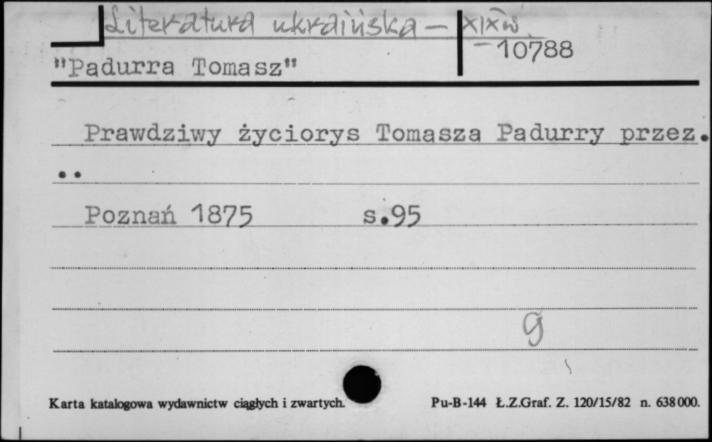 Literatura ukraińska - XIX w.
10788
"Padurra Tomasz"
Prawdziwy życiorys Tomasza Padurry przez.
..
Poznań 1875 s.95
g
Karta katalogowa wydawnictw ciągłych i zwartych. Pu-B-144 Ł.Z.Graf. Z. 120/15/82 n. 638000.